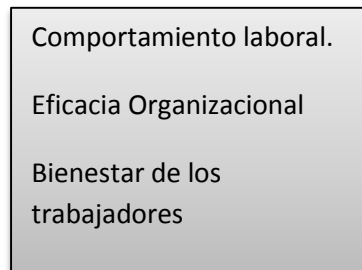 Comportamiento laboral.
Eficacia Organizacional
Bienestar de los
trabajadores